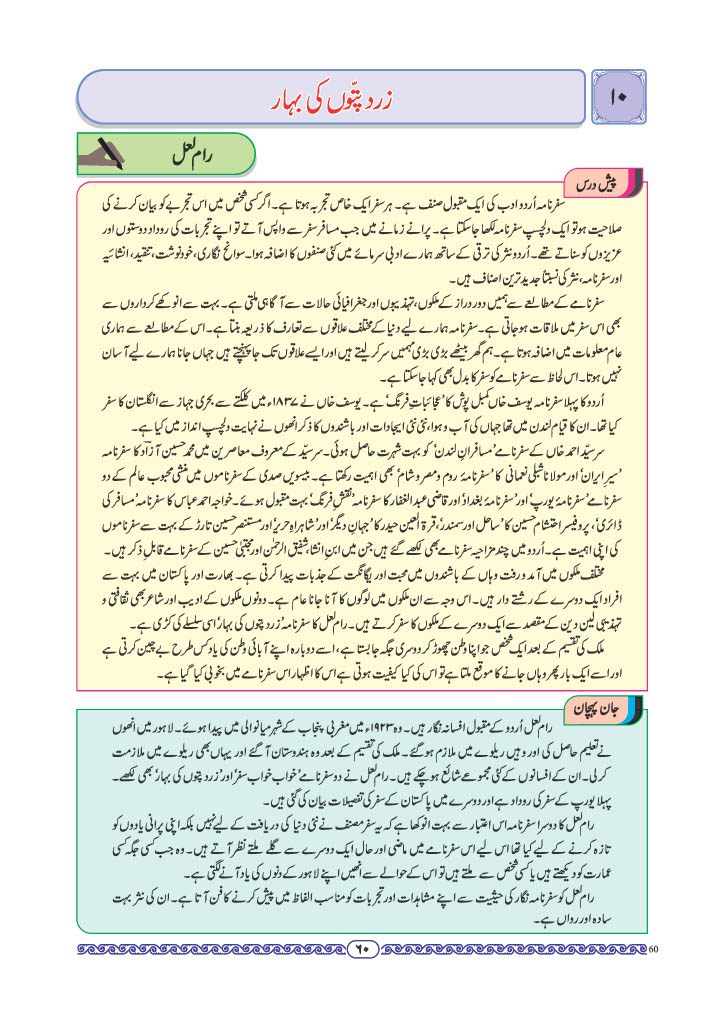 ۱۰
زرد پتّوں کی بہار
رام لعل
پیش درس
سفرنامہ اُردو ادب کی ایک مقبول صنف ہے۔ ہر سفر ایک خاص تجربہ ہوتا ہے۔ اگر کسی شخص میں اس تجربے کو بیان کرنے کی
صلاحیت ہو تو ایک دلچسپ سفرنامہ لکھا جاسکتا ہے۔ پرانے زمانے میں جب مسافر سفر سے واپس آتے تو اپنے تجربات کی روداد دوستوں اور
عزیزوں کو سناتے تھے۔ اُردو نثر کی ترقی کے ساتھ ہمارے ادبی سرمائے میں کئی صنفوں کا اضافہ ہوا۔ سوانح نگاری، خودنوشت، تنقید، انشائیہ
اور سفرنامہ، نثر کی نسبتاً جدید ترین اصناف ہیں۔
سفرنامے کے مطالعے سے ہمیں دور دراز کے ملکوں، تہذیبوں اور جغرافیائی حالات سے آگاہی ملتی ہے۔ بہت سے انوکھے کرداروں سے
بھی اس سفر میں ملاقات ہوجاتی ہے۔ سفرنامہ ہمارے لیے دنیا کے مختلف علاقوں سے تعارف کا ذریعہ بنتا ہے۔ اس کے مطالعے سے ہماری
عام معلومات میں اضافہ ہوتا ہے۔ ہم گھر بیٹھے بڑی بڑی مہمیں سر کر لیتے ہیں اور ایسے علاقوں تک جا پہنچتے ہیں جہاں جانا ہمارے لیے آسان
نہیں ہوتا۔ اس لحاظ سے سفرنامے کو سفر کا بدل بھی کہا جاسکتا ہے۔
اُردو کا پہلا سفرنامہ یوسف خاں کمبل پوش کا ’عجائباتِ فرنگ‘ ہے۔ یوسف خاں نے ۱۸۳۷ء میں کلکتے سے بحری جہاز سے انگلستان کا سفر
کیا تھا۔ ان کا قیام لندن میں تھا جہاں کی آب و ہوا، نئی نئی ایجادات اور باشندوں کا ذکر انھوں نے نہایت دلچسپ انداز میں کیا ہے۔
سر سیّد احمد خاں کے سفرنامے ’مسافرانِ لندن‘ کو بہت شہرت حاصل ہوئی۔ سر سیّد کے معروف معاصرین میں محمد حسین آزاد کا سفرنامہ
’سیرِ ایران‘ اور مولانا شبلی نعمانی کا ’سفرنامۂ روم و مصر و شام‘ بھی اہمیت رکھتا ہے۔ بیسویں صدی کے سفرناموں میں منشی محبوب عالم کے دو
سفرنامے ’سفرنامۂ یورپ‘ اور ’سفرنامۂ بغداد‘ اور قاضی عبدالغفار کا سفرنامہ ’نقشِ فرنگ‘ بہت مقبول ہوئے۔ خواجہ احمد عباس کا سفرنامہ ’مسافر کی
ڈائری‘، پروفیسر احتشام حسین کا ’ساحل اور سمندر‘، قرۃ العین حیدر کا ’جہانِ دیگر‘ اور ’شاہراہِ حریر‘ اور مستنصر حسین تارڑ کے بہت سے سفرناموں
کی اپنی اہمیت ہے۔ اُردو میں چند مزاحیہ سفرنامے بھی لکھے گئے ہیں جن میں ابنِ انشا، شفیق الرحمٰن اور مجتبیٰ حسین کے سفرنامے قابلِ ذکر ہیں۔
مختلف ملکوں میں آمد و رفت وہاں کے باشندوں میں محبت اور یگانگت کے جذبات پیدا کرتی ہے۔ بھارت اور پاکستان میں بہت سے
افراد ایک دوسرے کے رشتے دار ہیں۔ اس وجہ سے ان ملکوں میں لوگوں کا آنا جانا عام ہے۔ دونوں ملکوں کے ادیب اور شاعر بھی ثقافتی و
تہذیبی لین دین کے مقصد سے ایک دوسرے کے ملکوں کا سفر کرتے ہیں۔ رام لعل کا سفرنامہ ’زرد پتوں کی بہار‘ اسی سلسلے کی کڑی ہے۔
ملک کی تقسیم کے بعد ایک شخص جو اپنا وطن چھوڑ کر دوسری جگہ جا بستا ہے، اسے دوبارہ اپنے آبائی وطن کی یاد کس طرح بے چین کرتی ہے
اور اسے ایک بار پھر وہاں جانے کا موقع ملتا ہے تو اس کی کیا کیفیت ہوتی ہے اس کا اظہار اس سفرنامے میں بخوبی کیا گیا ہے۔
جان پہچان
رام لعل اُردو کے مقبول افسانہ نگار ہیں۔ وہ ۱۹۲۳ء میں مغربی پنجاب کے شہر میانوالی میں پیدا ہوئے۔ لاہور میں انھوں
نے تعلیم حاصل کی اور وہیں ریلوے میں ملازم ہوگئے۔ ملک کی تقسیم کے بعد وہ ہندوستان آگئے اور یہاں بھی ریلوے میں ملازمت
کرلی۔ ان کے افسانوں کے کئی مجموعے شائع ہوچکے ہیں۔ رام لعل نے دو سفرنامے ’خواب خواب سفر‘ اور ’زرد پتوں کی بہار‘ بھی لکھے۔
پہلا یورپ کے سفر کی روداد ہے اور دوسرے میں پاکستان کے سفر کی تفصیلات بیان کی گئی ہیں۔
رام لعل کا دوسرا سفرنامہ اس اعتبار سے بہت انوکھا ہے کہ یہ سفر مصنف نے نئی دنیا کی دریافت کے لیے نہیں بلکہ اپنی پرانی یادوں کو
تازہ کرنے کے لیے کیا تھا اس لیے اس سفرنامے میں ماضی اور حال ایک دوسرے سے گلے ملتے نظر آتے ہیں۔ وہ جب کسی جگہ کسی
عمارت کو دیکھتے ہیں یا کسی شخص سے ملتے ہیں تو اس کے حوالے سے انھیں اپنے لاہور کے دنوں کی یاد آنے لگتی ہے۔
رام لعل کو سفرنامہ نگار کی حیثیت سے اپنے مشاہدات اور تجربات کو مناسب الفاظ میں پیش کرنے کا فن آتا ہے۔ ان کی نثر بہت
سادہ اور رواں ہے۔
۶۰
60